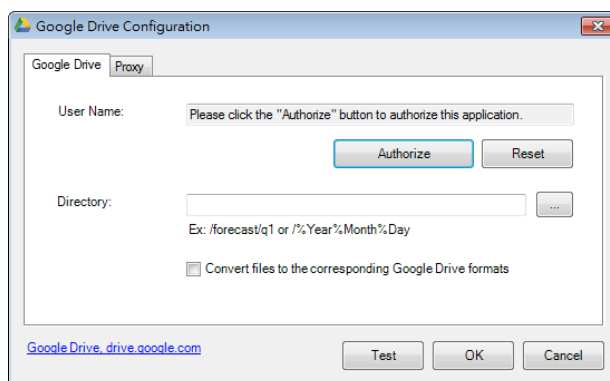 Google Drive Configuration
Google Drive Proxy
User Name: Please click the "Authorize" button to authorize this application.
Authorize Reset
Directory: ...
Ex: /forecast/q1 or /%Year%Month%Day
Convert files to the corresponding Google Drive formats
Google Drive, drive.google.com Test OK Cancel